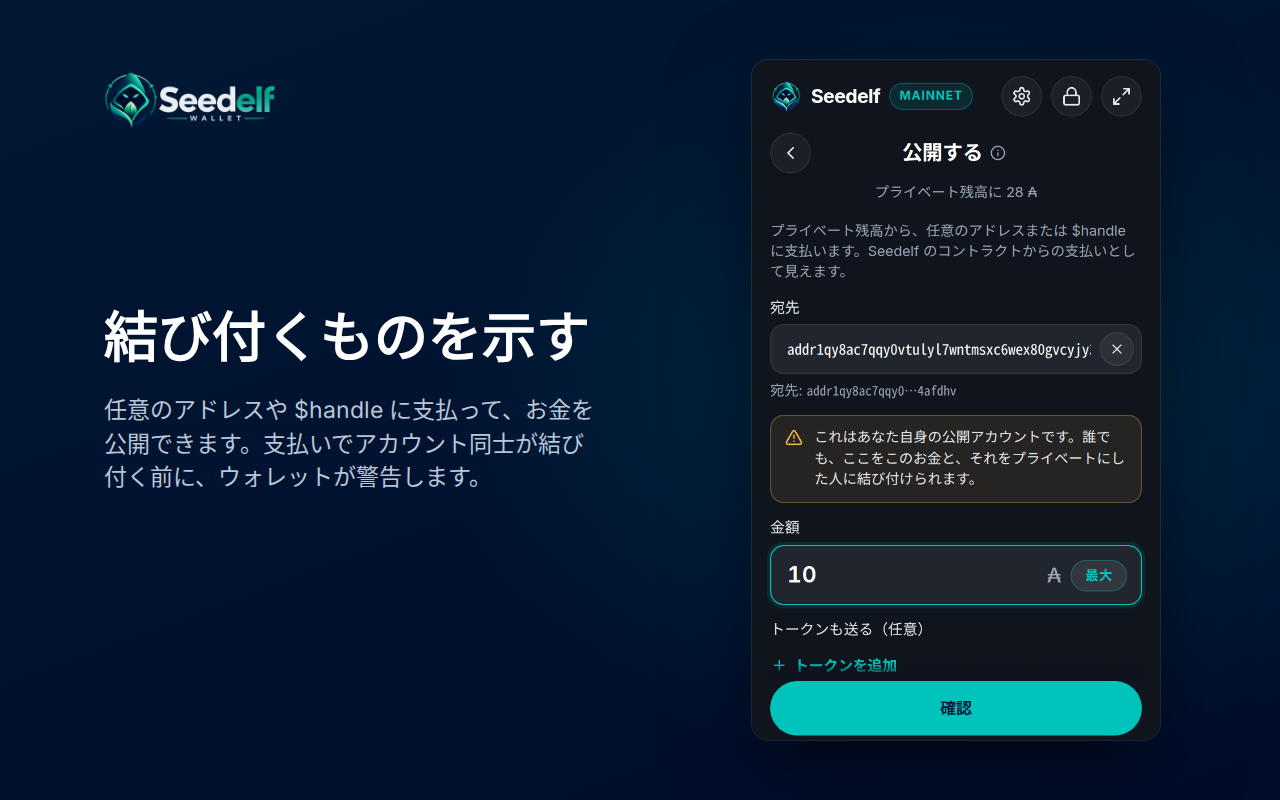 Seedelf
WALLET
結び付くものを示す
任意のアドレスや $handle に支払って、お金を
公開できます。支払いでアカウント同士が結び
付く前に、ウォレットが警告します。
Seedelf MAINNET
公開する
プライベート残高に 28 ₳
プライベート残高から、任意のアドレスまたは $handle
に支払います。Seedelf のコントラクトからの支払いとし
て見えます。
宛先
addr1qy8ac7qqy0vtulyl7wntmsxc6wex80gvcyjy
宛先: addr1qy8ac7qqy0…4afdhv
これはあなた自身の公開アカウントです。誰で
も、ここをこのお金と、それをプライベートにし
た人に結び付けられます。
金額
10 ₳ 最大
トークンも送る（任意）
+ トークンを追加
確認